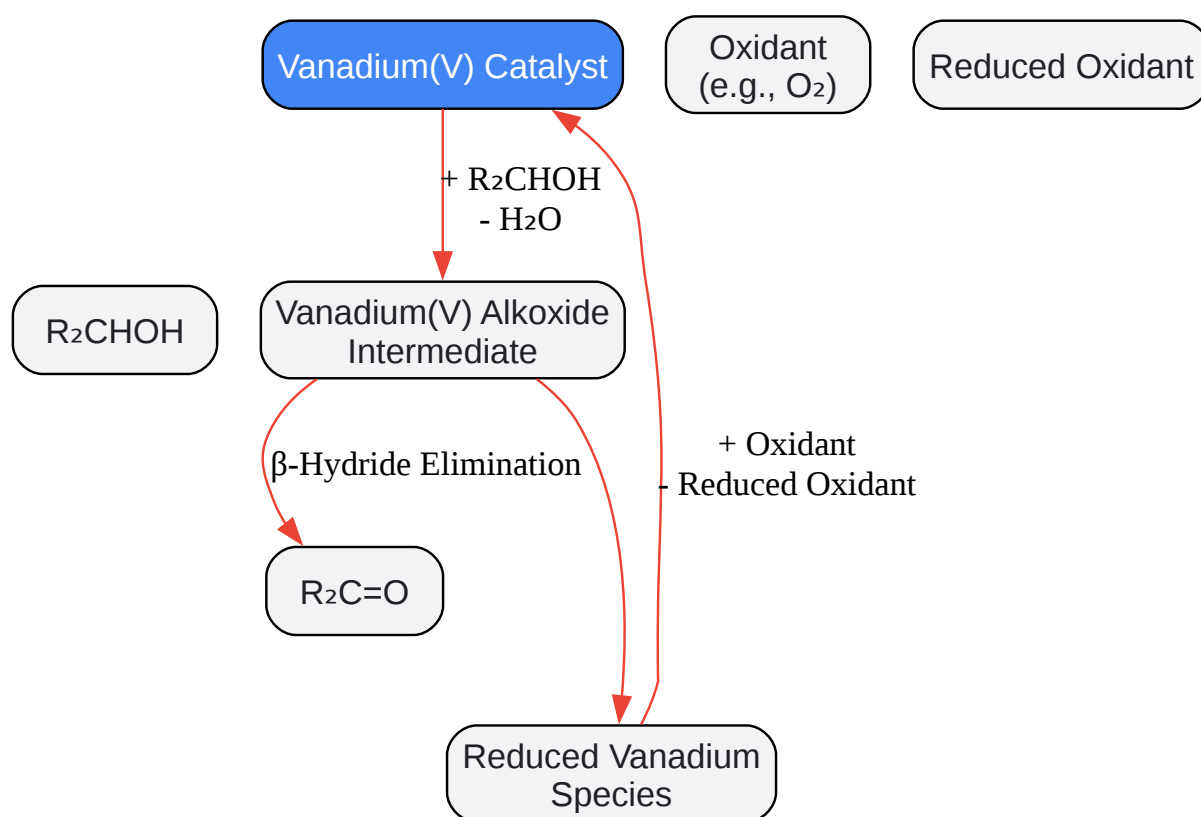 Vanadium(V) Catalyst
Oxidant
(e.g., O₂)
Reduced Oxidant
+ R₂CHOH
- H₂O
R₂CHOH
Vanadium(V) Alkoxide
Intermediate
β-Hydride Elimination
+ Oxidant
- Reduced Oxidant
R₂C=O
Reduced Vanadium
Species